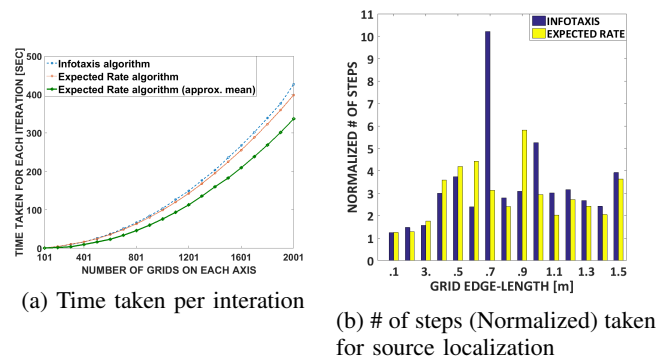 500
400
300
200
100
0
TIME TAKEN FOR EACH ITERATION [SEC]
Infotaxis algorithm
Expected Rate algorithm
Expected Rate algorithm (approx. mean)
101 401 801 1201 1601 2001
NUMBER OF GRIDS ON EACH AXIS
(a) Time taken per interation
11
10
9
8
7
6
5
4
3
2
1
0
NORMALIZED # OF STEPS
INFOTAXIS
EXPECTED RATE
.1 3. .5 .7 .9 1.1 1.3 1.5
GRID EDGE-LENGTH [m]
(b) # of steps (Normalized) taken
for source localization